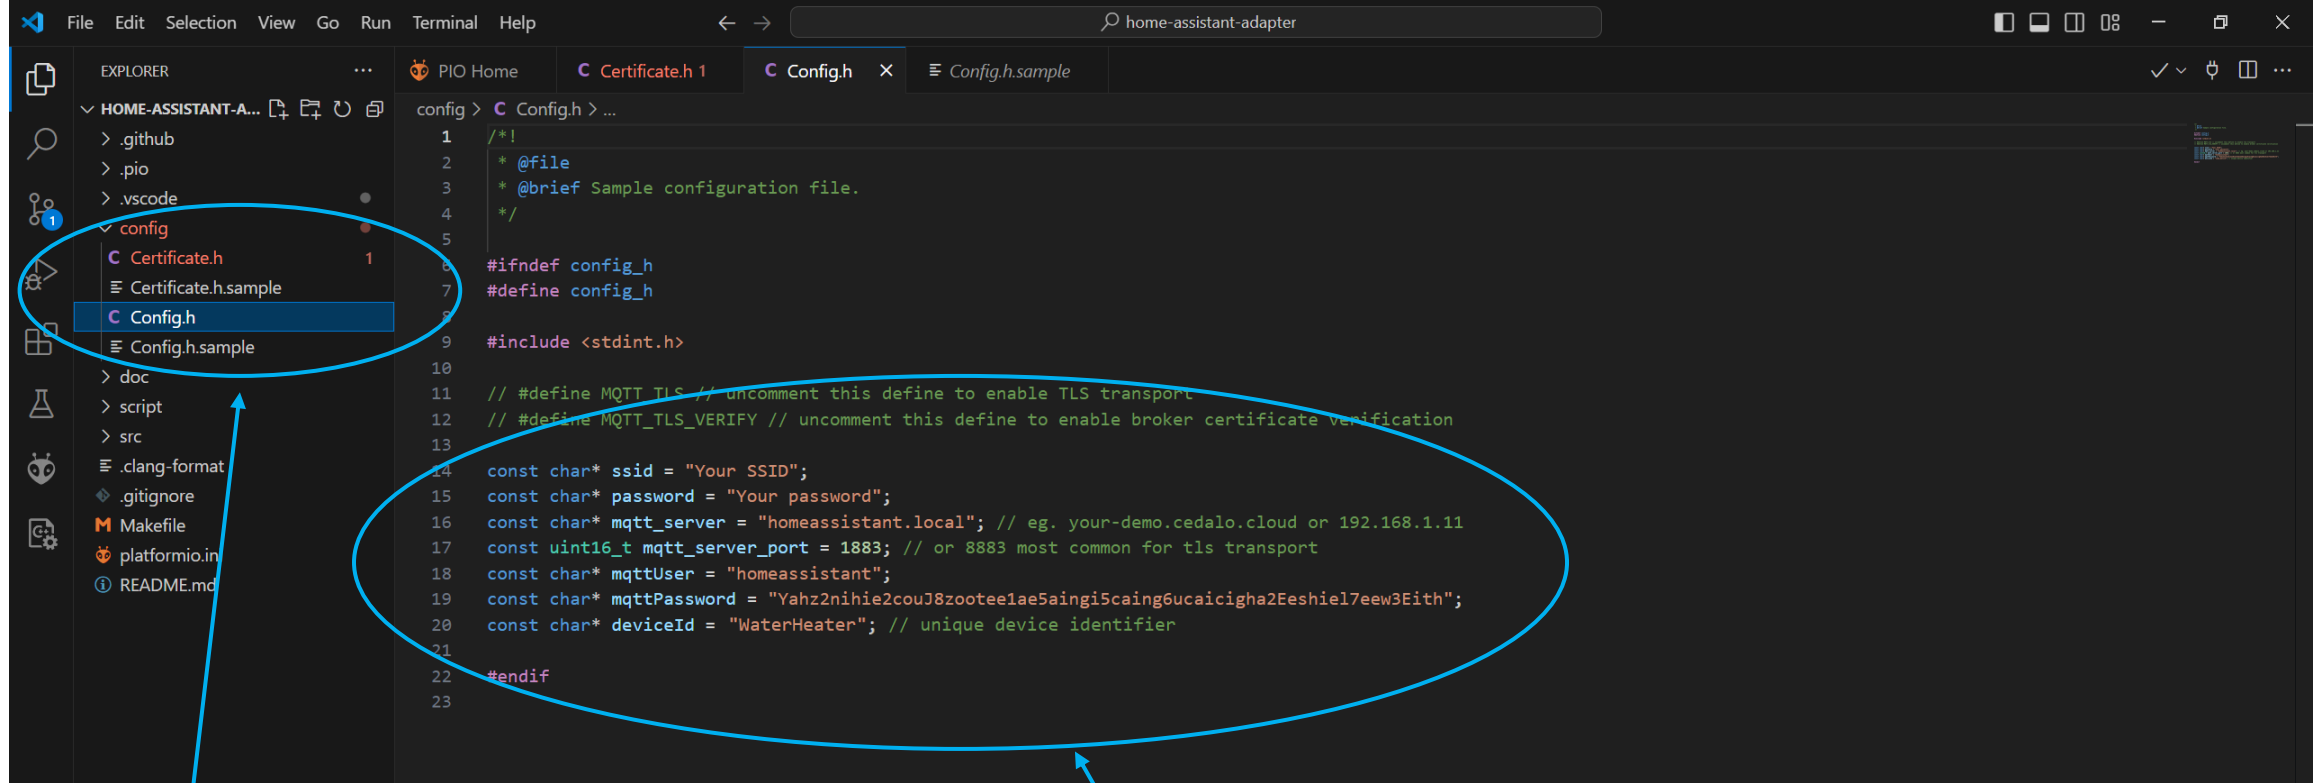 File Edit Selection View Go Run Terminal Help
home-assistant-adapter
EXPLORER
PIO Home
Certificate.h 1
Config.h
Config.h.sample
HOME-ASSISTANT-A...
config > Config.h > ...
.github
.pio
.vscode
1
config
Certificate.h 1
Certificate.h.sample
Config.h
Config.h.sample
doc
script
src
.clang-format
.gitignore
Makefile
platformio.in
README.md
1 /*!
2 * @file
3 * @brief Sample configuration file.
4 */
5
6 #ifndef config_h
7 #define config_h
8
9 #include <stdint.h>
10
11 // #define MQTT_TLS // uncomment this define to enable TLS transport
12 // #define MQTT_TLS_VERIFY // uncomment this define to enable broker certificate verification
13
14 const char* ssid = "Your SSID";
15 const char* password = "Your password";
16 const char* mqtt_server = "homeassistant.local"; // eg. your-demo.cedalo.cloud or 192.168.1.11
17 const uint16_t mqtt_server_port = 1883; // or 8883 most common for tls transport
18 const char* mqttUser = "homeassistant";
19 const char* mqttPassword = "Yahz2nihie2couJ8zootee1ae5aingi5caing6ucaicigha2Eeshiel7eew3Eith";
20 const char* deviceId = "WaterHeater"; // unique device identifier
21
22 #endif
23